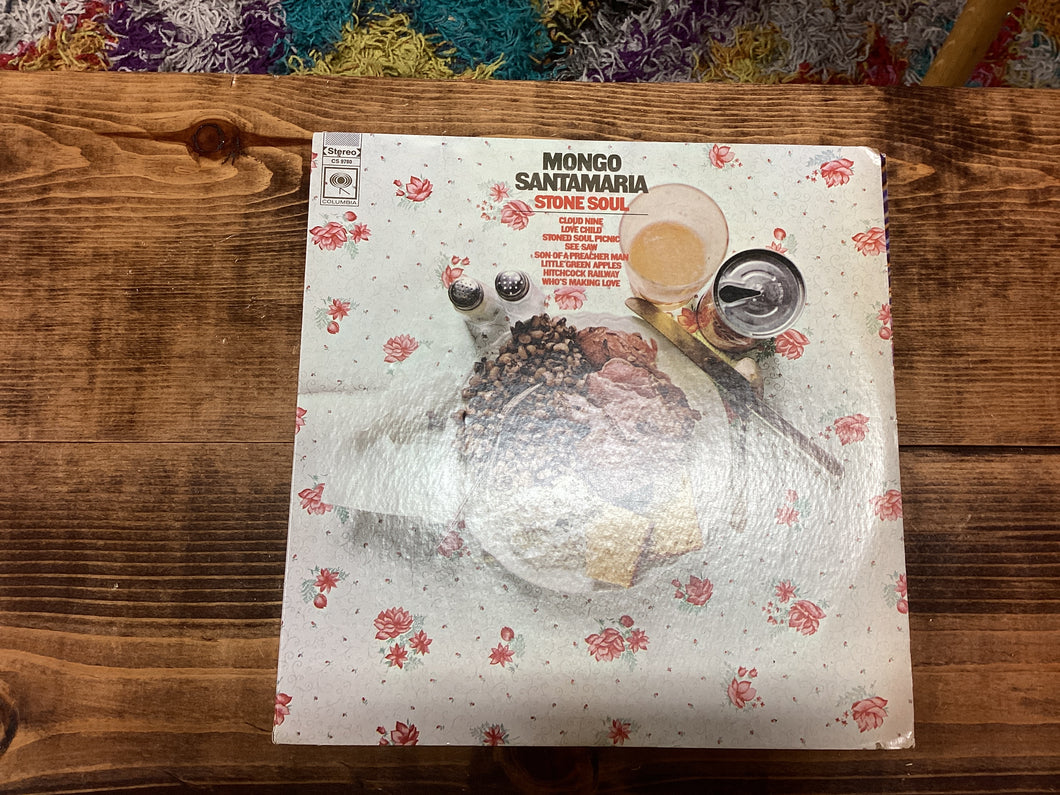 Stereo
CS 9780
COLUMBIA
MONGO
SANTAMARIA
STONE SOUL
CLOUD NINE
LOVE CHILD
STONED SOUL PICNIC
SEE SAW
SON-OF-A PREACHER MAN
LITTLE GREEN APPLES
HITCHCOCK RAILWAY
WHO'S MAKING LOVE